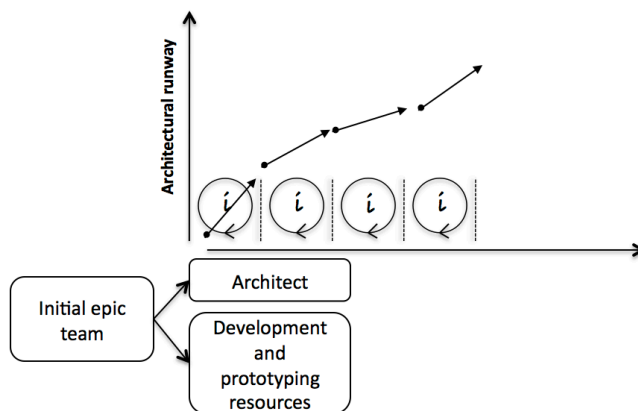 Architectural runway
i
i
i
i
Initial epic
team
Architect
Development
and
prototyping
resources